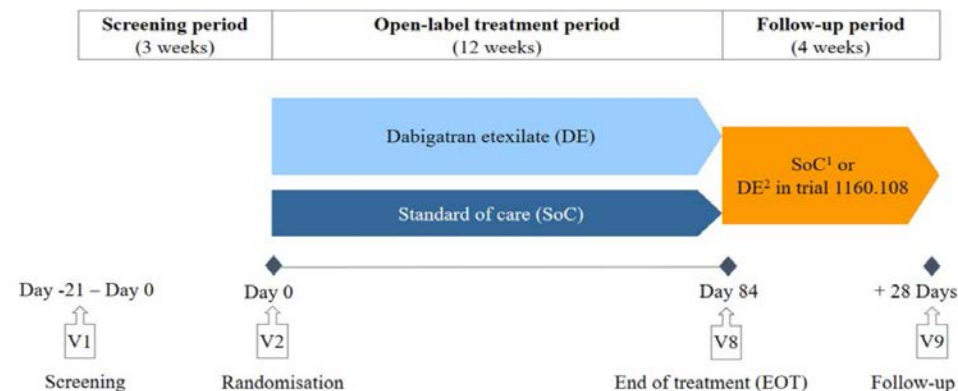 Screening period
(3 weeks)
Open-label treatment period
(12 weeks)
Follow-up period
(4 weeks)
Dabigatran etexilate (DE)
SoC¹ or
DE² in trial 1160.108
Standard of care (SoC)
Day -21 – Day 0
Day 0
Day 84
+ 28 Days
V1
V2
V8
V9
Screening
Randomisation
End of treatment (EOT)
Follow-up